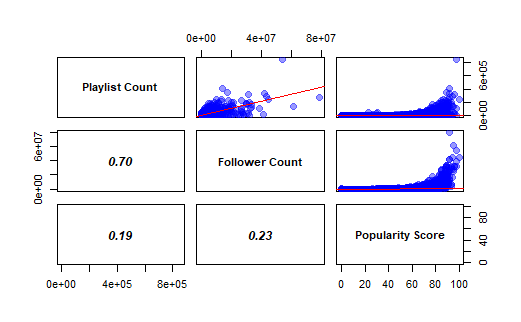 0e+00 4e+07 8e+07
Playlist Count
0e+00 6e+05
0e+00 6e+07
0.70
Follower Count
0.19
0.23
Popularity Score
0 40 80
0e+00 4e+05 8e+05
0 20 40 60 80 100